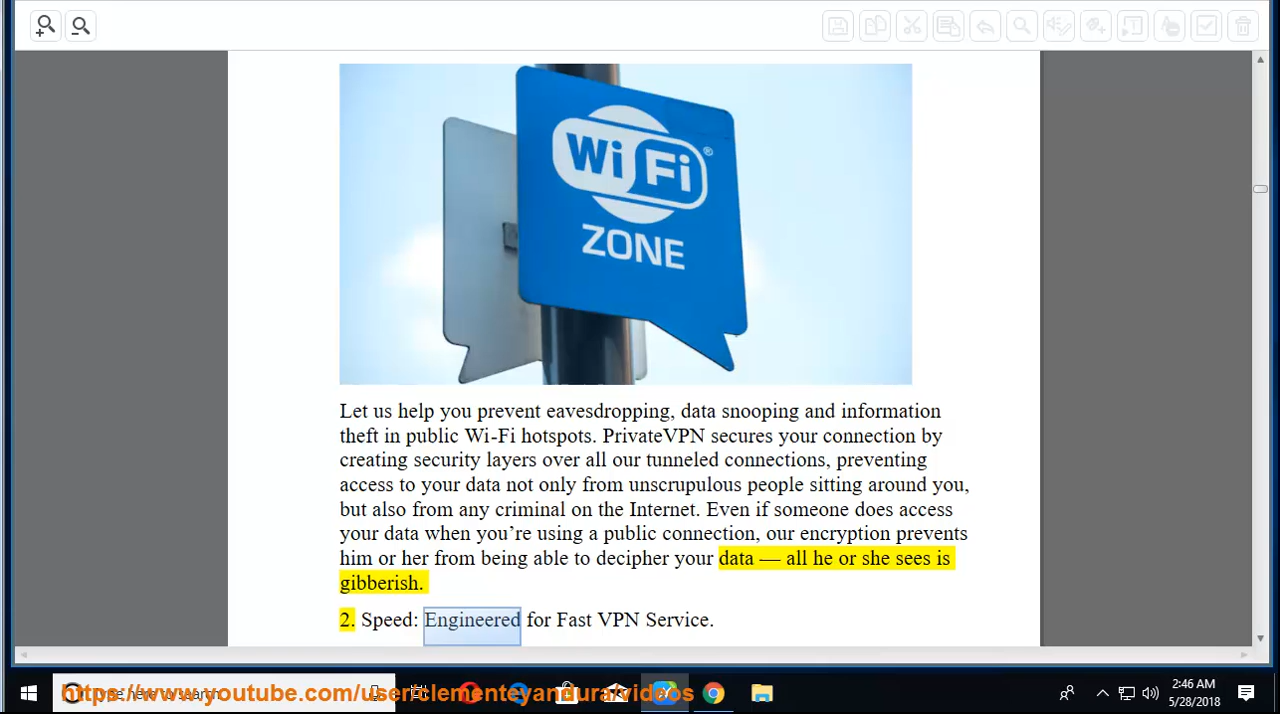 WiFi®
ZONE
Let us help you prevent eavesdropping, data snooping and information
theft in public Wi-Fi hotspots. PrivateVPN secures your connection by
creating security layers over all our tunneled connections, preventing
access to your data not only from unscrupulous people sitting around you,
but also from any criminal on the Internet. Even if someone does access
your data when you’re using a public connection, our encryption prevents
him or her from being able to decipher your data — all he or she sees is
gibberish.
2. Speed: Engineered for Fast VPN Service.
https://www.youtube.com/user/clementeyandura/videos
2:46 AM
5/28/2018